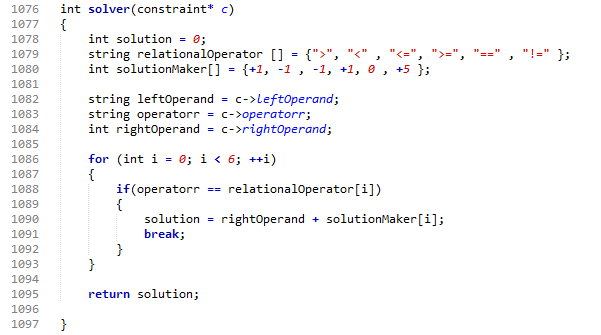 1076 int solver(constraint* c)
1077 {
1078     int solution = 0;
1079     string relationalOperator [] = {">", "<" , "<=", ">=", "==" , "!=" };
1080     int solutionMaker[] = {+1, -1 , -1, +1, 0 , +5 };
1081
1082     string leftOperand = c->leftOperand;
1083     string operatorr = c->operatorr;
1084     int rightOperand = c->rightOperand;
1085
1086     for (int i = 0; i < 6; ++i)
1087     {
1088         if(operatorr == relationalOperator[i])
1089         {
1090             solution = rightOperand + solutionMaker[i];
1091             break;
1092         }
1093     }
1094
1095     return solution;
1096
1097 }